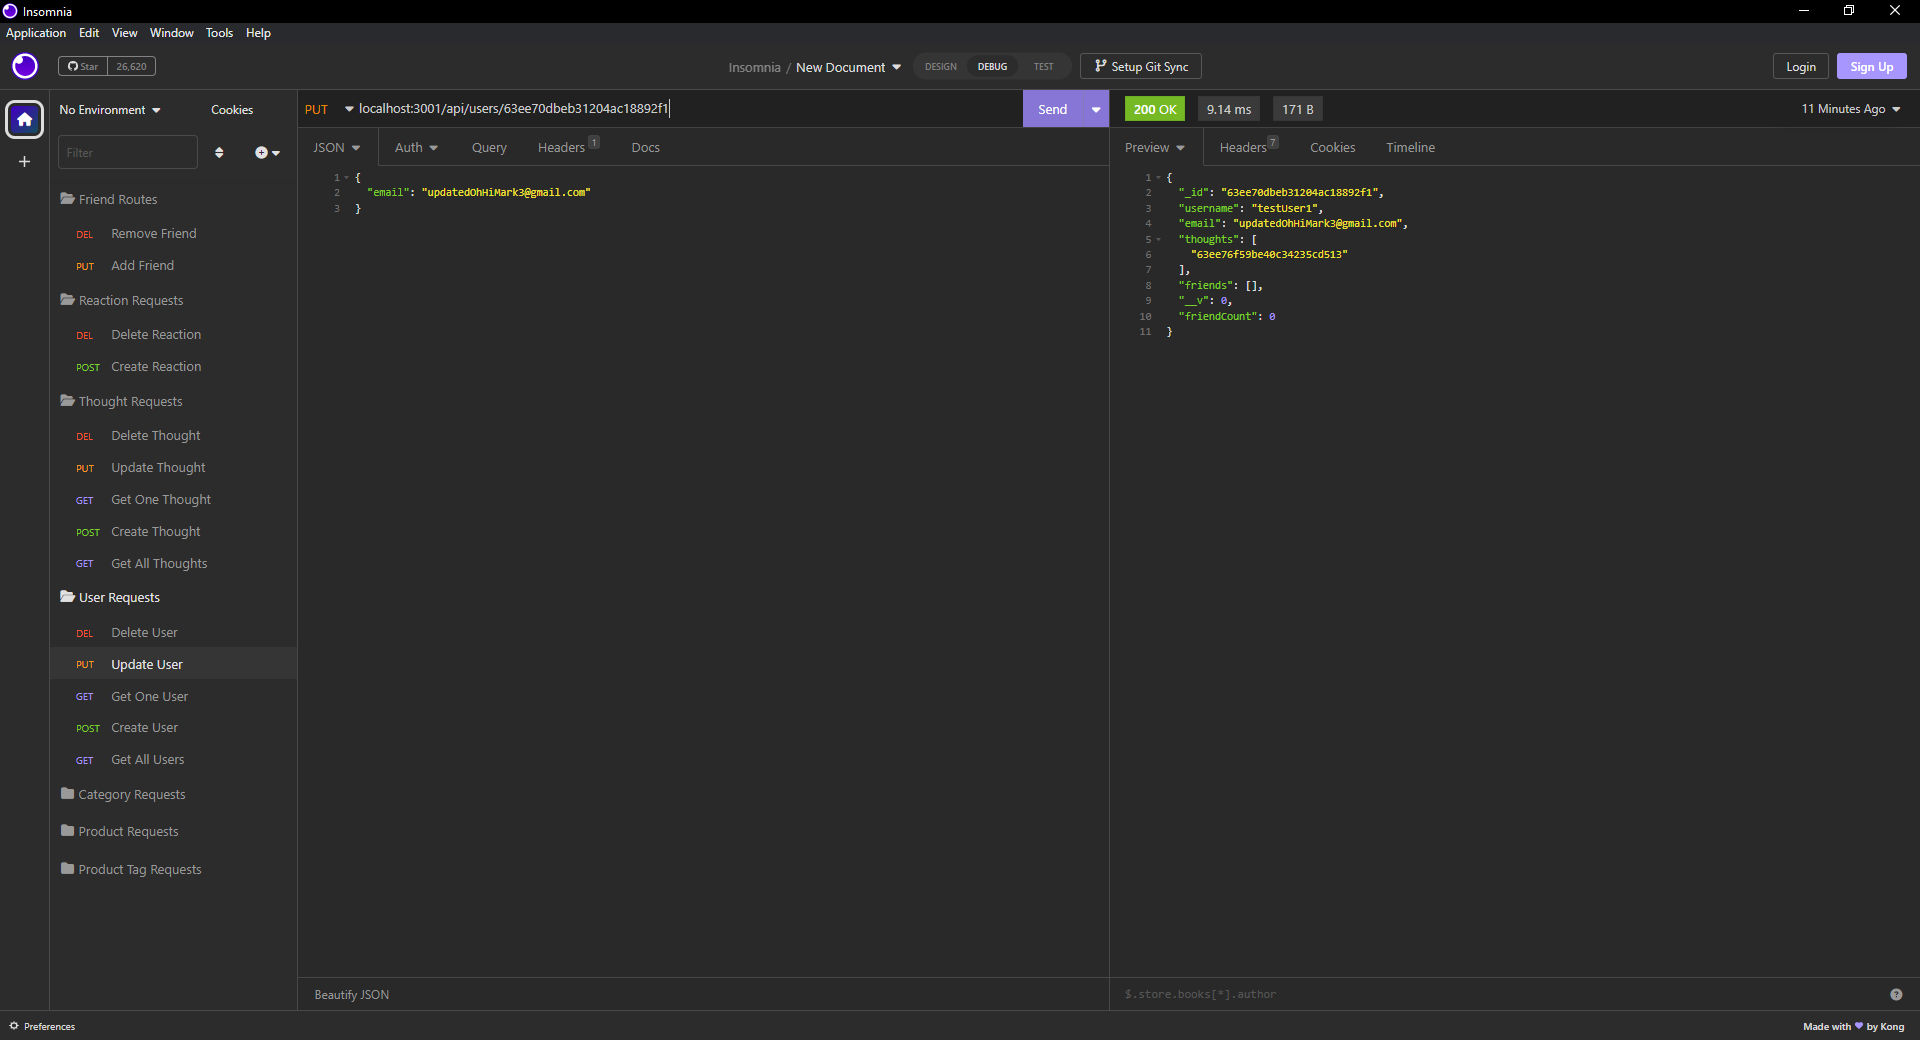 Insomnia
Application Edit View Window Tools Help
Star 26,620
Insomnia / New Document
DESIGN DEBUG TEST
Setup Git Sync
Login Sign Up
No Environment Cookies
Filter
Friend Routes
DEL Remove Friend
PUT Add Friend
Reaction Requests
DEL Delete Reaction
POST Create Reaction
Thought Requests
DEL Delete Thought
PUT Update Thought
GET Get One Thought
POST Create Thought
GET Get All Thoughts
User Requests
DEL Delete User
PUT Update User
GET Get One User
POST Create User
GET Get All Users
Category Requests
Product Requests
Product Tag Requests
PUT localhost:3001/api/users/63ee70dbeb31204ac18892f1
Send
JSON Auth Query Headers 1 Docs
1 {
2 "email": "updatedOhHiMark3@gmail.com"
3 }
Beautify JSON
200 OK 9.14 ms 171 B
11 Minutes Ago
Preview Headers 7 Cookies Timeline
1 {
2 "_id": "63ee70dbeb31204ac18892f1",
3 "username": "testUser1",
4 "email": "updatedOhHiMark3@gmail.com",
5 "thoughts": [
6 "63ee76f59be40c34235cd513"
7 ],
8 "friends": [],
9 "__v": 0,
10 "friendCount": 0
11 }
$.store.books[*].author
?
Preferences
Made with ♥ by Kong